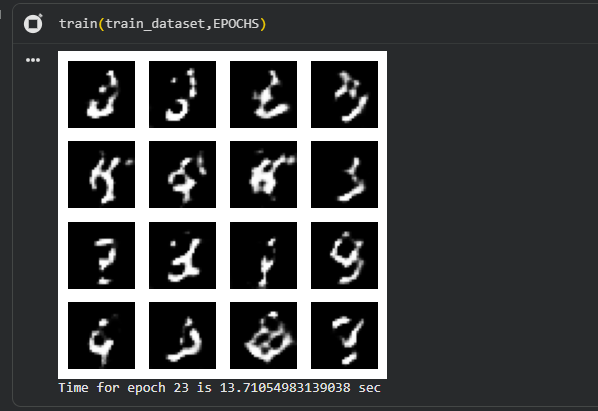 train(train_dataset,EPOCHS)
Time for epoch 23 is 13.71054983139038 sec